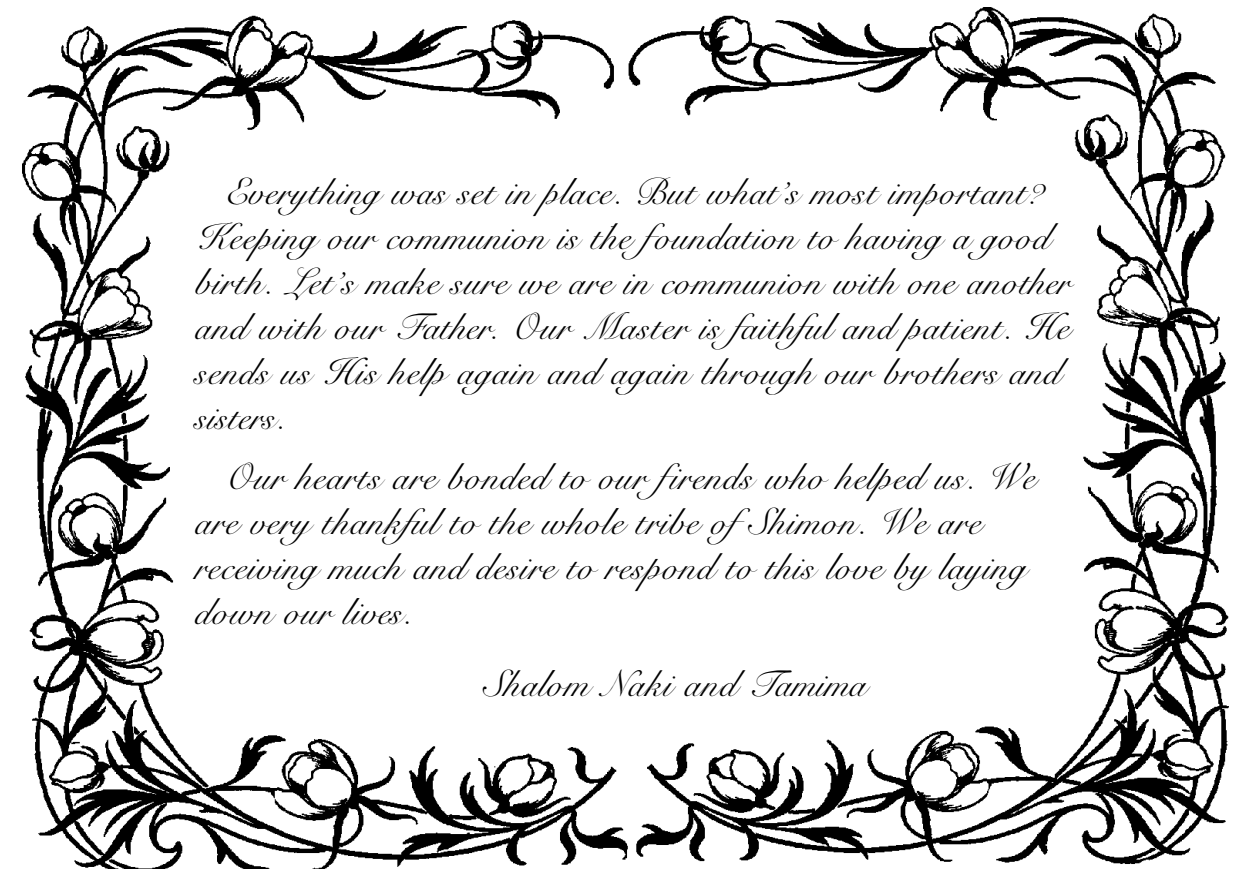 Everything was set in place. But what's most important?
Keeping our communion is the foundation to having a good
birth. Let's make sure we are in communion with one another
and with our Father. Our Master is faithful and patient. He
sends us His help again and again through our brothers and
sisters.
Our hearts are bonded to our firends who helped us. We
are very thankful to the whole tribe of Shimon. We are
receiving much and desire to respond to this love by laying
down our lives.
Shalom Naki and Tamima